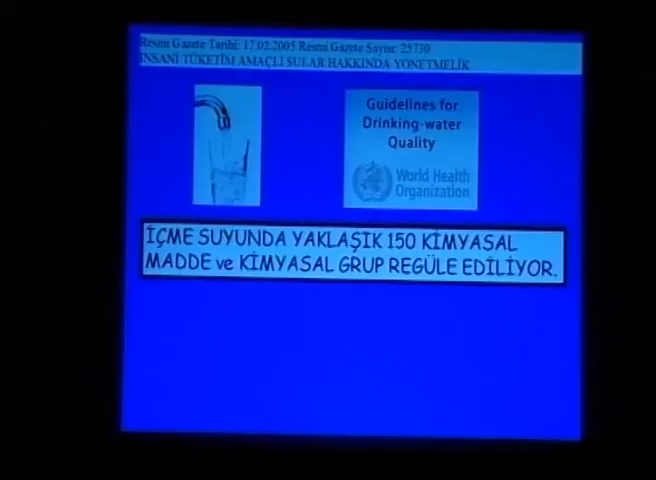 Resmi Gazete Tarihi: 17.02.2005 Resmi Gazete Sayısı: 25730
İNSANİ TÜKETİM AMAÇLI SULAR HAKKINDA YÖNETMELİK
Guidelines for
Drinking-water
Quality
World Health
Organization
İÇME SUYUNDA YAKLAŞIK 150 KİMYASAL
MADDE ve KİMYASAL GRUP REGÜLE EDİLİYOR.